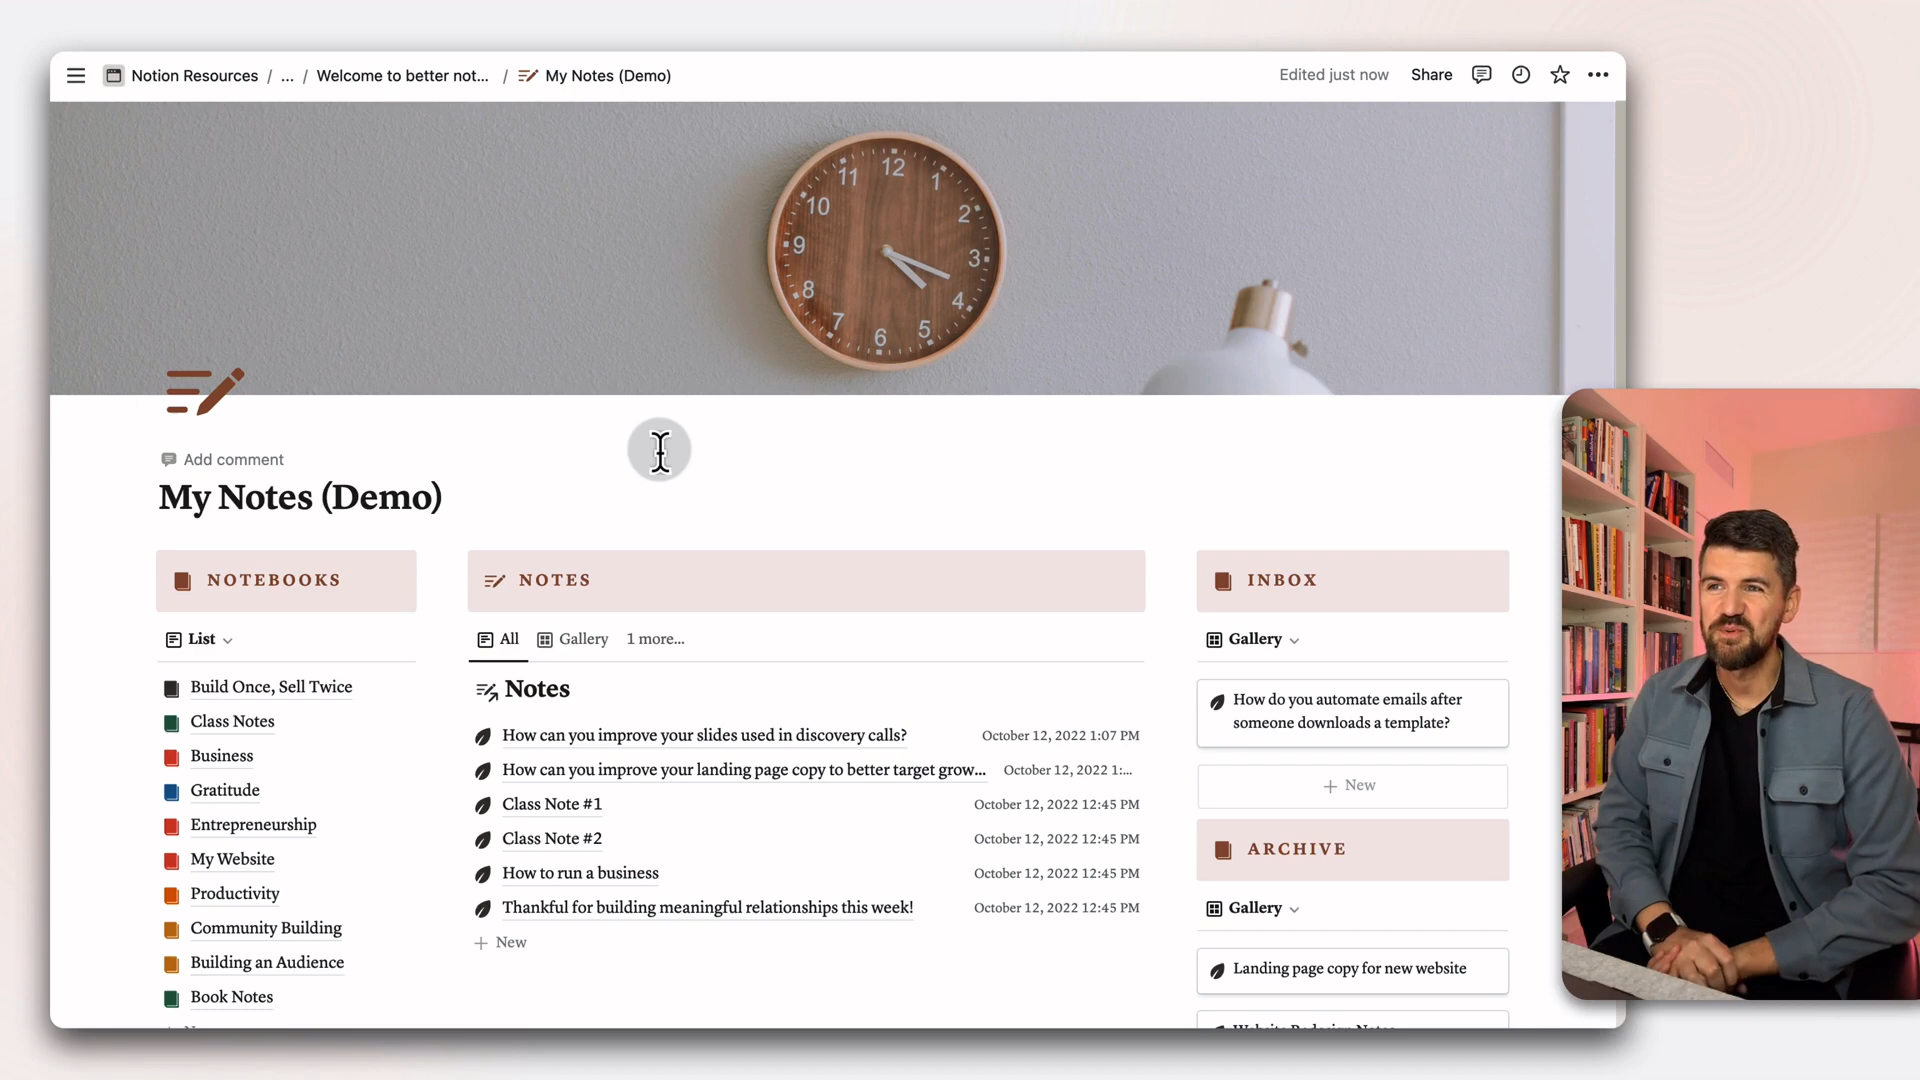 Notion Resources / ... / Welcome to better not... / My Notes (Demo)
Edited just now Share
12
1
2
3
4
5
6
7
8
9
10
11
Add comment
My Notes (Demo)
NOTEBOOKS
List
Build Once, Sell Twice
Class Notes
Business
Gratitude
Entrepreneurship
My Website
Productivity
Community Building
Building an Audience
Book Notes
NOTES
All Gallery 1 more...
Notes
How can you improve your slides used in discovery calls? October 12, 2022 1:07 PM
How can you improve your landing page copy to better target grow... October 12, 2022 1:...
Class Note #1 October 12, 2022 12:45 PM
Class Note #2 October 12, 2022 12:45 PM
How to run a business October 12, 2022 12:45 PM
Thankful for building meaningful relationships this week! October 12, 2022 12:45 PM
+ New
INBOX
Gallery
How do you automate emails after
someone downloads a template?
+ New
ARCHIVE
Gallery
Landing page copy for new website
Website Redesign Notes